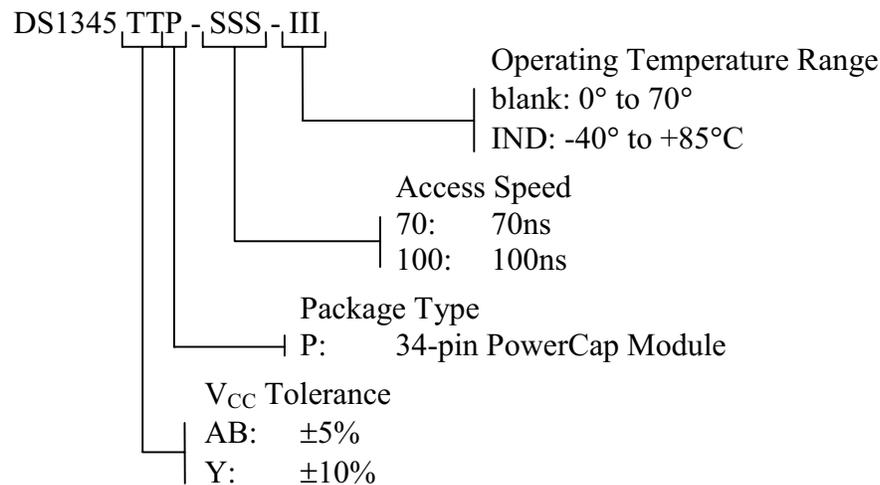 DS1345 TTP - SSS - III
Operating Temperature Range
blank: 0° to 70°
IND: -40° to +85°C
Access Speed
70: 70ns
100: 100ns
Package Type
P: 34-pin PowerCap Module
VCC Tolerance
AB: ±5%
Y: ±10%